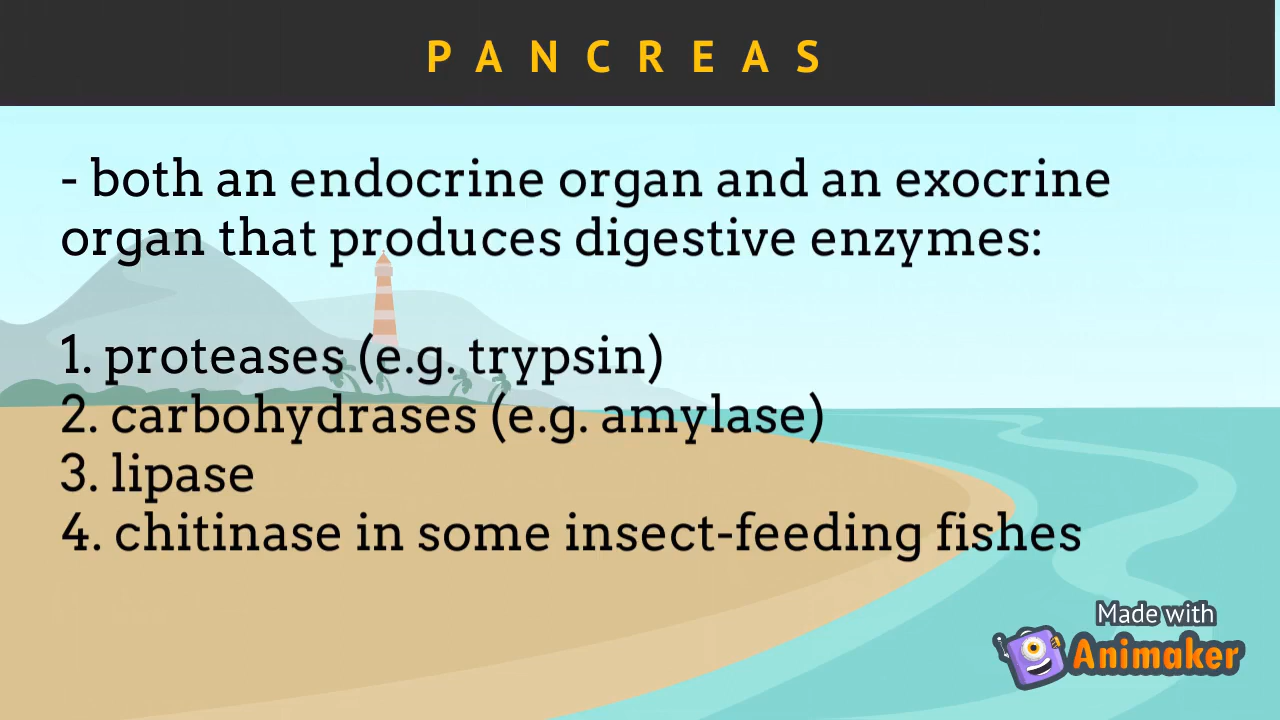 PANCREAS
- both an endocrine organ and an exocrine
organ that produces digestive enzymes:
1. proteases (e.g. trypsin)
2. carbohydrases (e.g. amylase)
3. lipase
4. chitinase in some insect-feeding fishes
Made with
Animaker